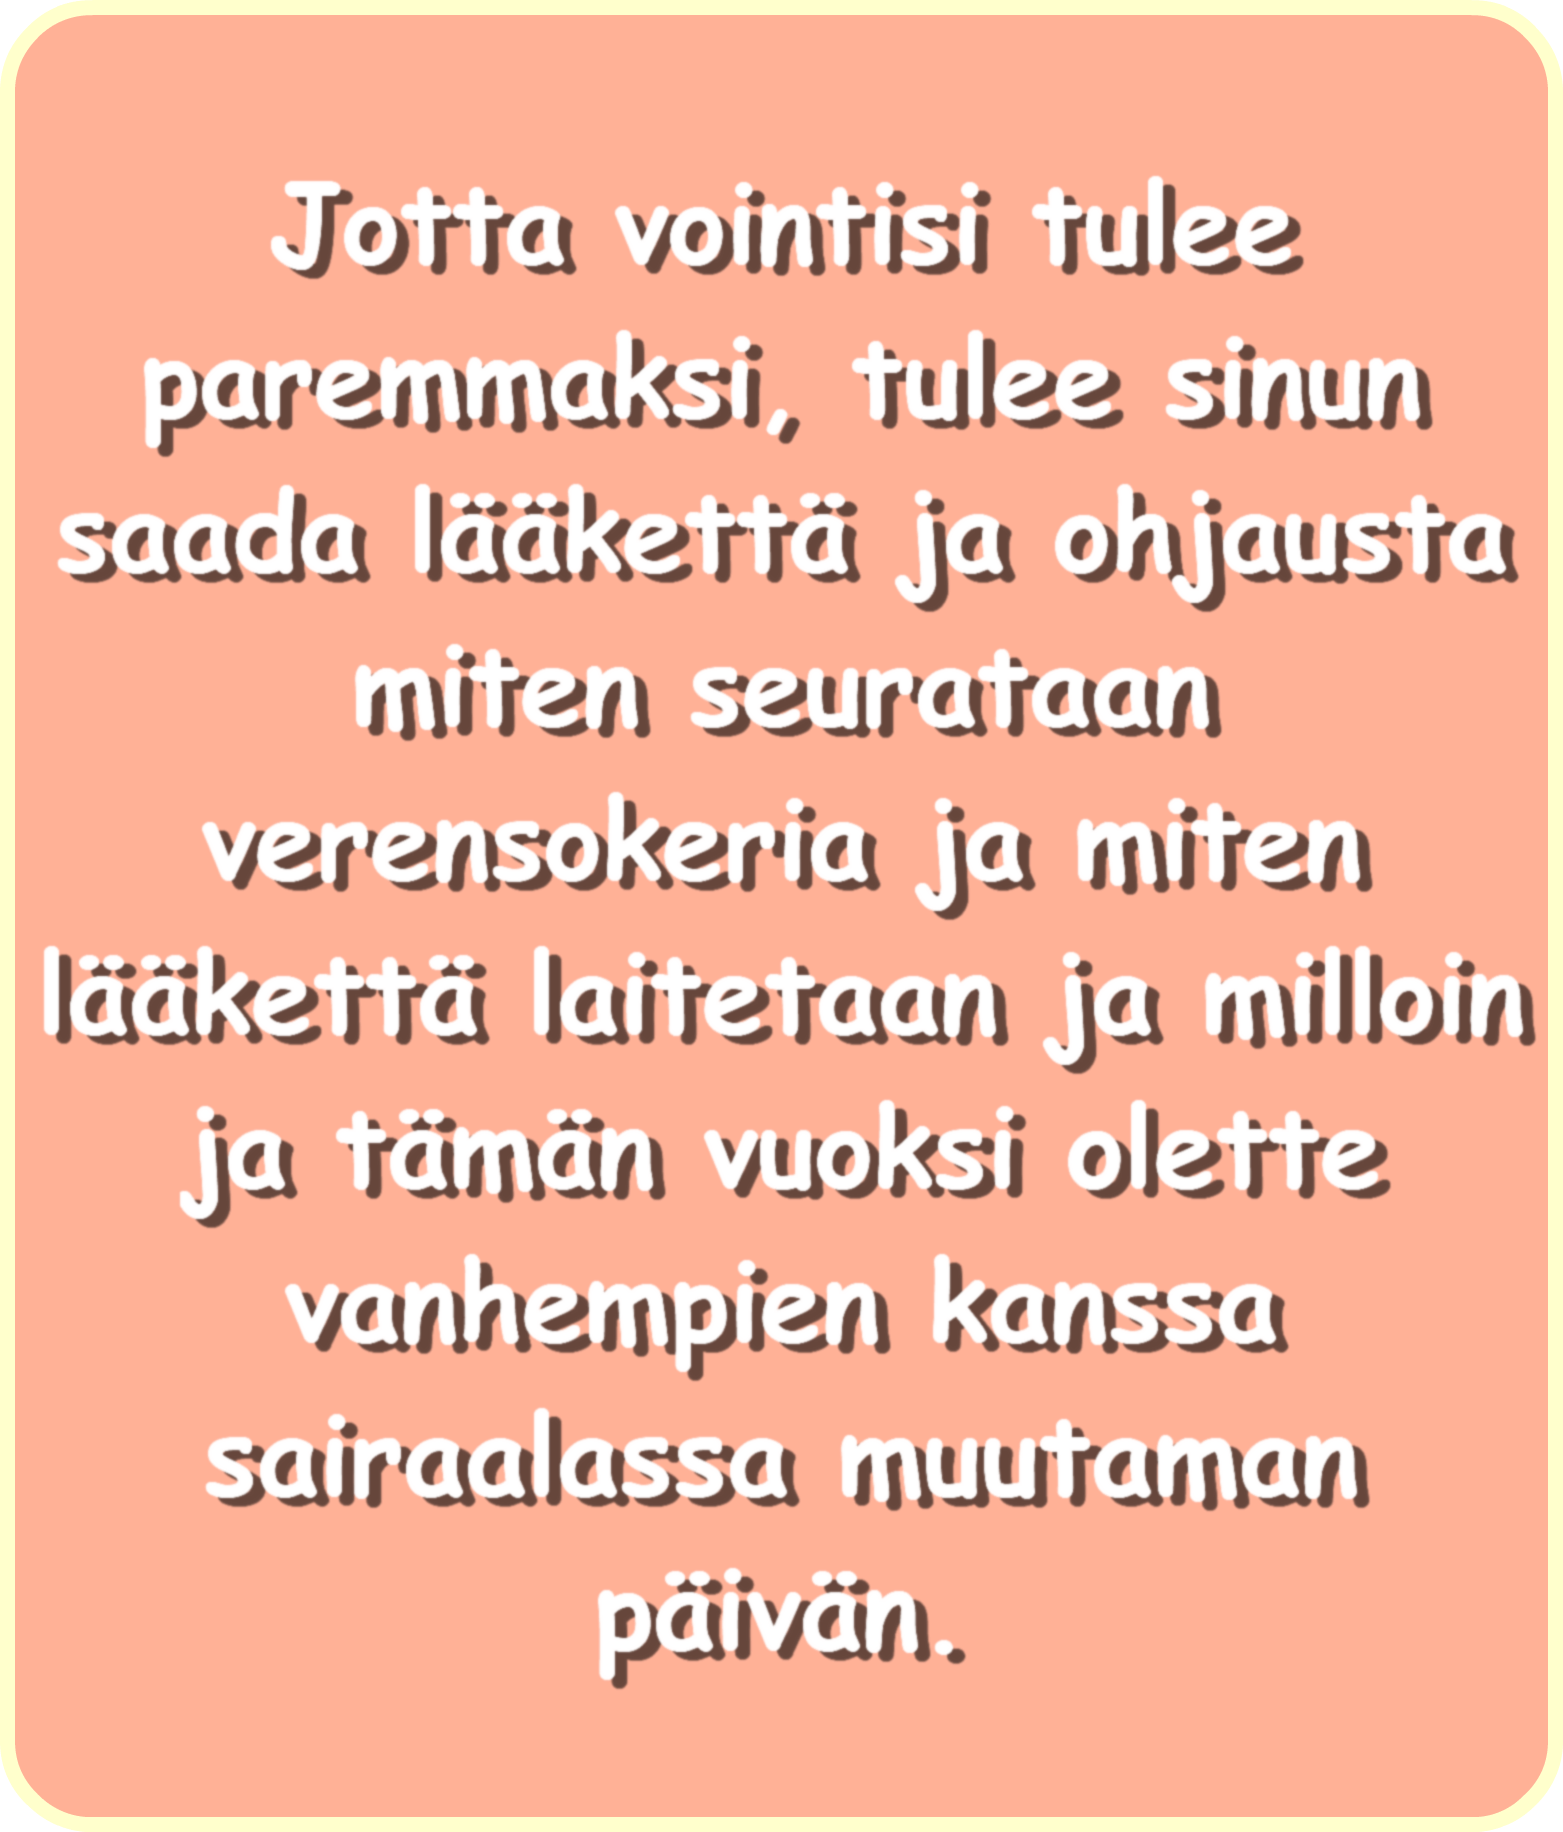 Jotta vointisi tulee
paremmaksi, tulee sinun
saada lääkettä ja ohjausta
miten seurataan
verensokeria ja miten
lääkettä laitetaan ja milloin
ja tämän vuoksi olette
vanhempien kanssa
sairaalassa muutaman
päivän.